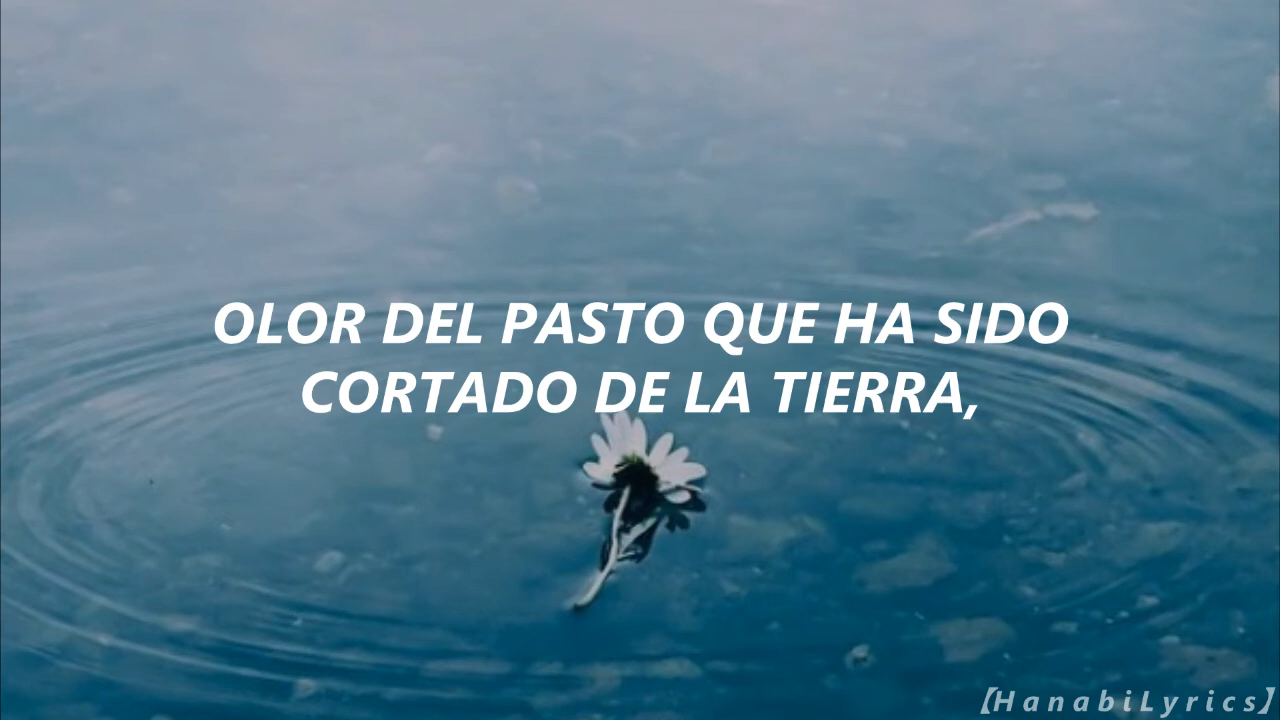 OLOR DEL PASTO QUE HA SIDO
CORTADO DE LA TIERRA,
【HanabiLyrics】